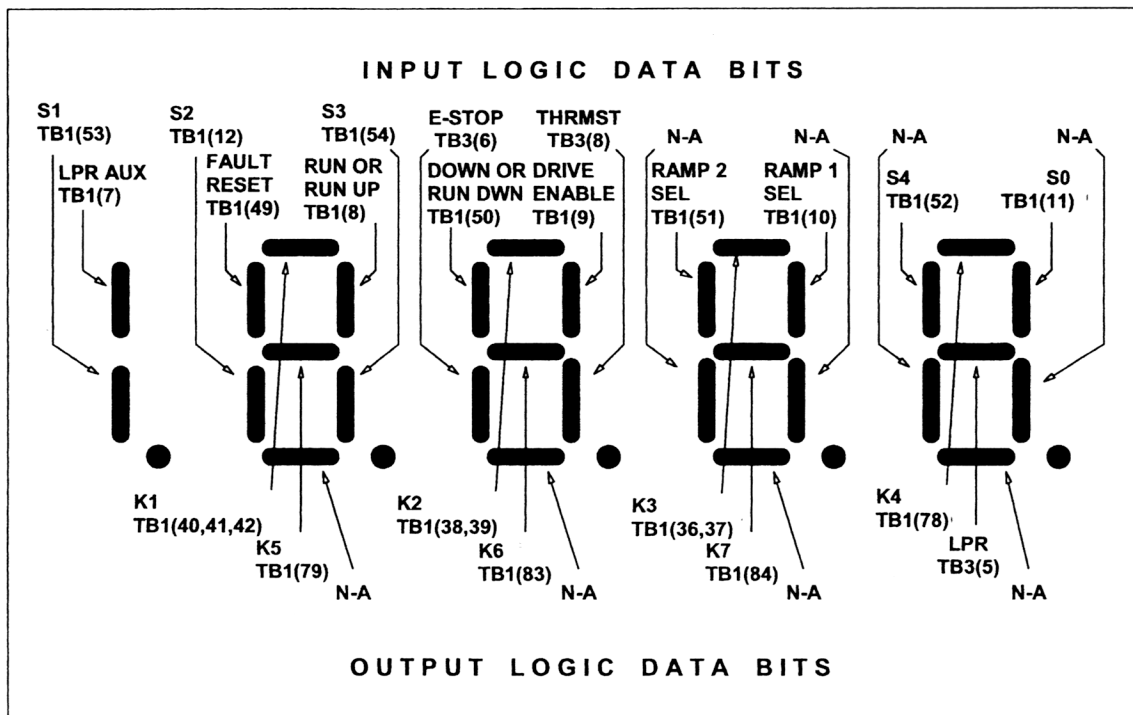 INPUT LOGIC DATA BITS
S1
TB1(53)
LPR AUX
TB1(7)
S2
TB1(12)
FAULT
RESET
TB1(49)
S3
TB1(54)
RUN OR
RUN UP
TB1(8)
E-STOP
TB3(6)
DOWN OR
RUN DWN
TB1(50)
THRMST
TB3(8)
DRIVE
ENABLE
TB1(9)
N-A
RAMP 2
SEL
TB1(51)
N-A
RAMP 1
SEL
TB1(10)
N-A
S4
TB1(52)
N-A
S0
TB1(11)
K1
TB1(40,41,42)
K5
TB1(79)
N-A
K2
TB1(38,39)
K6
TB1(83)
N-A
K3
TB1(36,37)
K7
TB1(84)
K4
TB1(78)
LPR
TB3(5)
N-A
OUTPUT LOGIC DATA BITS